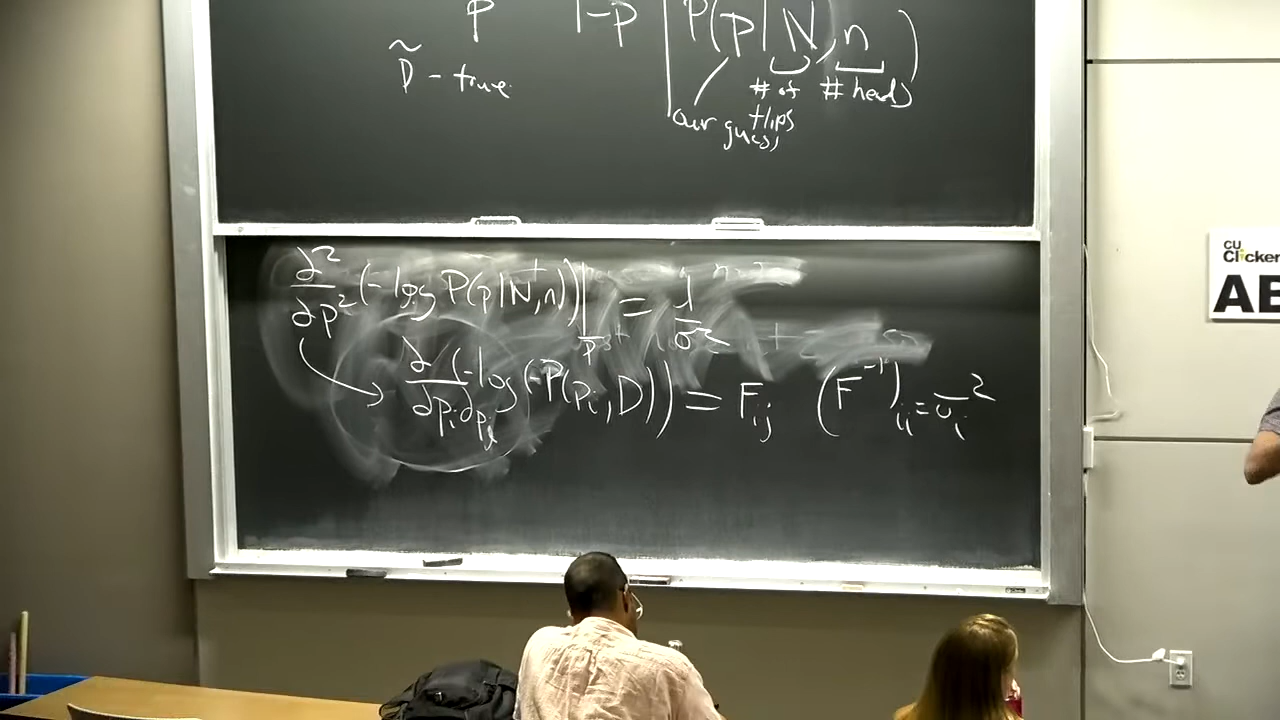 p 1-p P(p|N,n)
p̃ - true
# of flips # heads
our guess
∂²/∂p² (-log P(p|N,n))| = 1/σ²
∂/∂pᵢ∂pⱼ (-log(-P(pᵢ,D))) = Fᵢⱼ (F⁻¹)ᵢᵢ = σᵢ²
CU
Clicker
AB